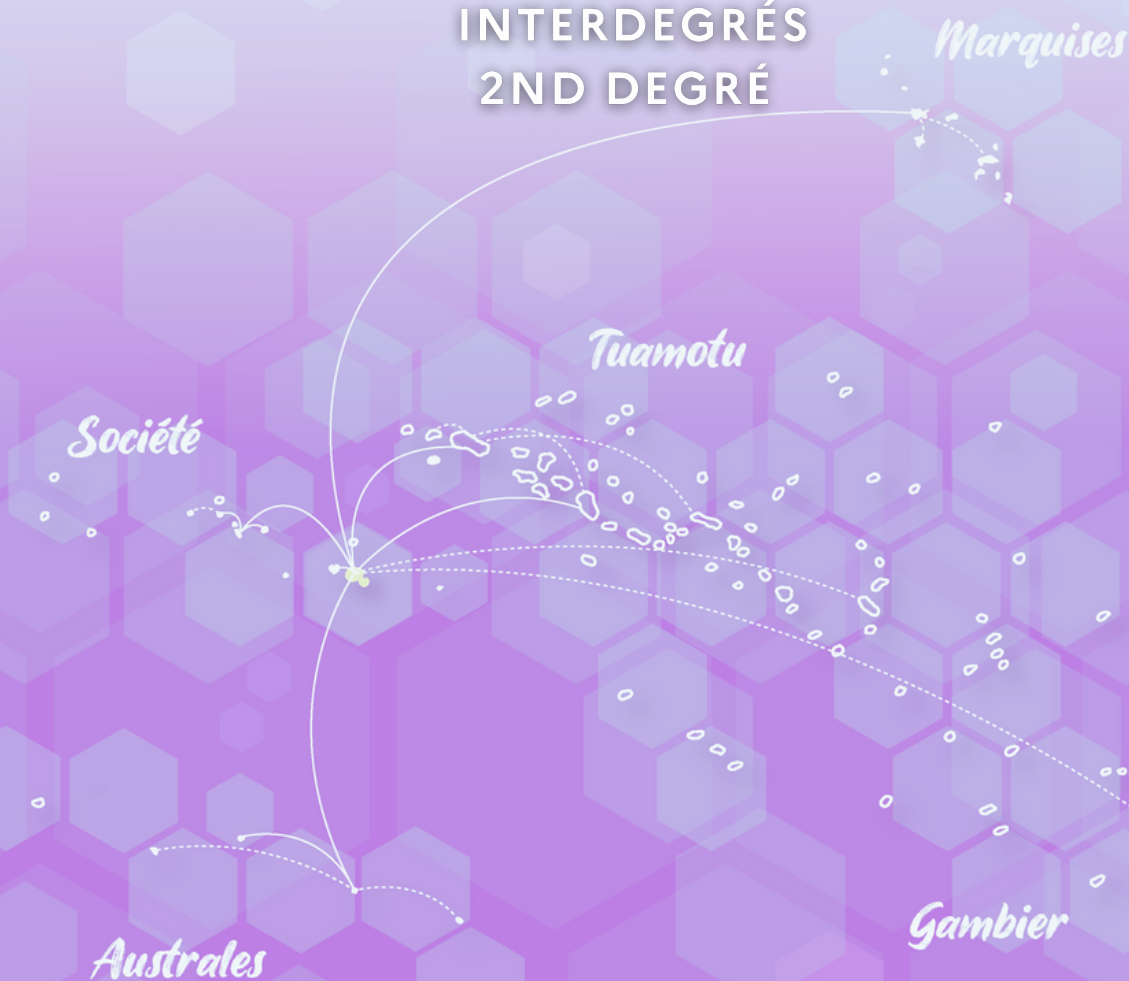 INTERDEGRÉS
2ND DEGRÉ
Marquises
Tuamotu
Société
Gambier
Australes